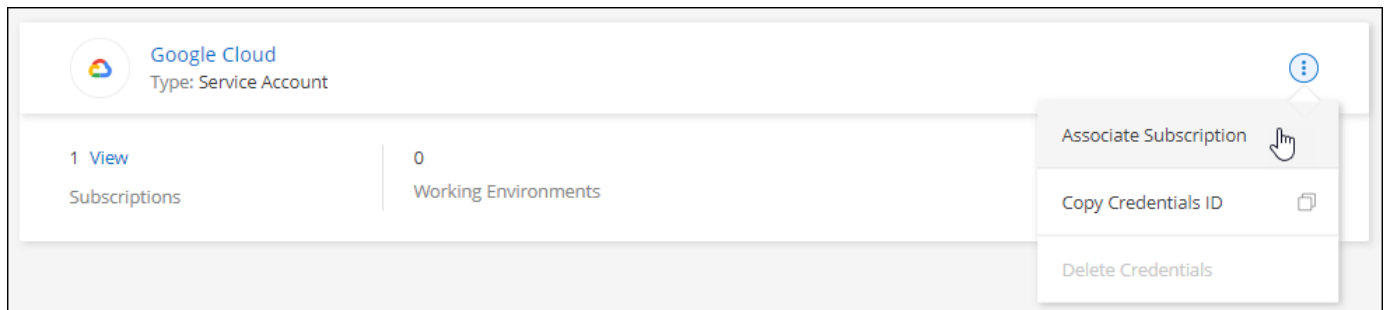 Google Cloud
Type: Service Account
Associate Subscription
1 View
0
Subscriptions
Working Environments
Copy Credentials ID
Delete Credentials